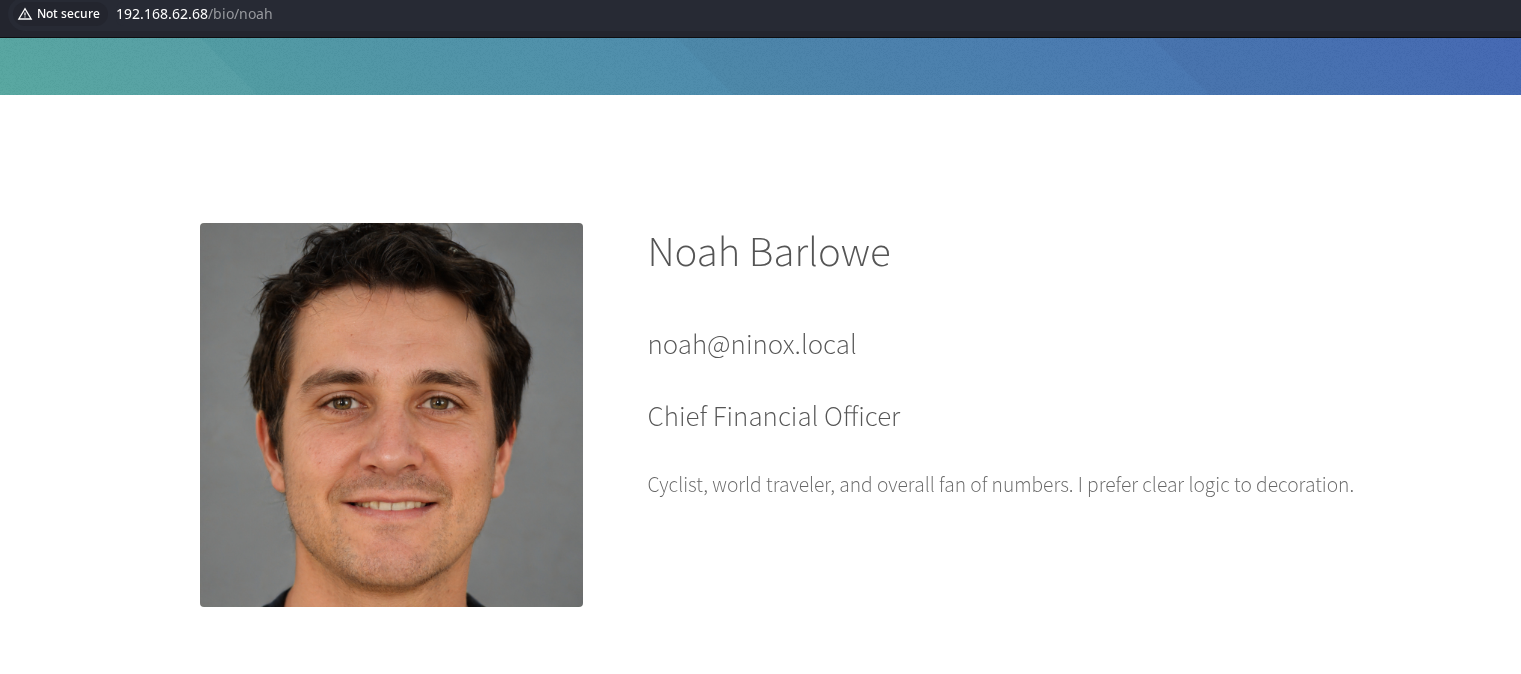 Not secure 192.168.62.68/bio/noah
Noah Barlowe
noah@ninox.local
Chief Financial Officer
Cyclist, world traveler, and overall fan of numbers. I prefer clear logic to decoration.